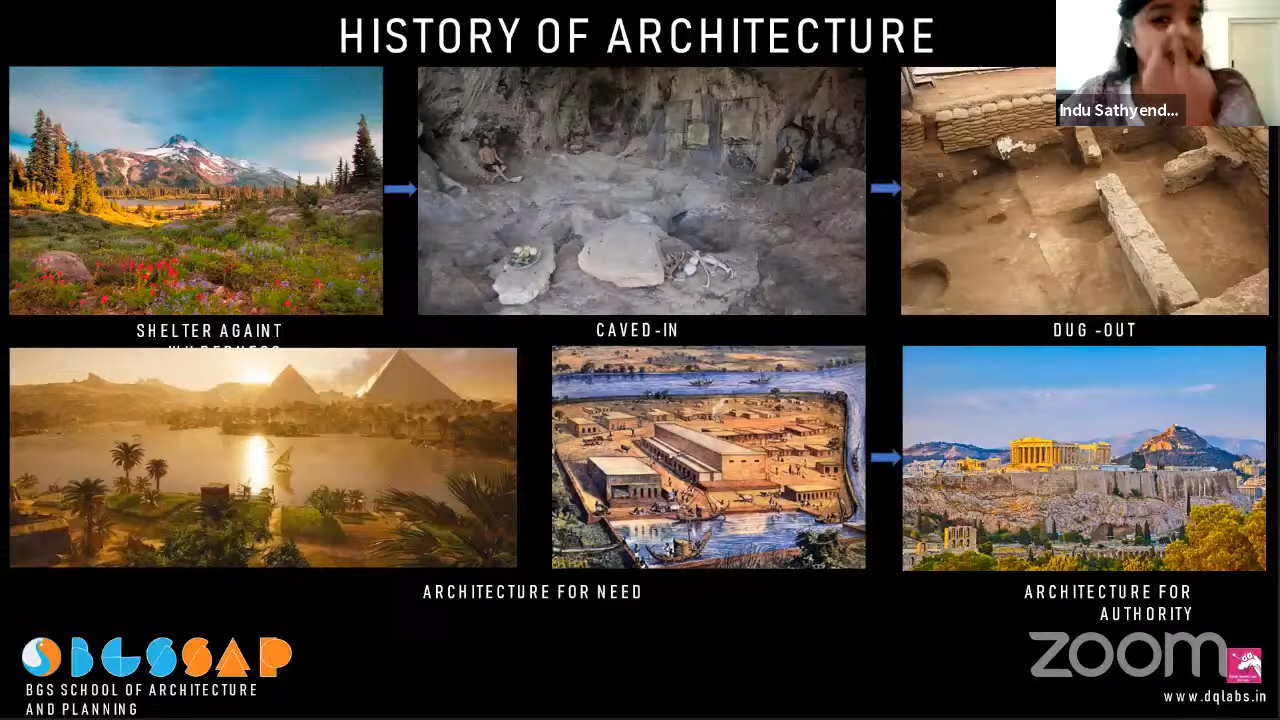 HISTORY OF ARCHITECTURE
Indu Sathyend...
SHELTER AGAINT
WILDERNESS
CAVED-IN
DUG -OUT
ARCHITECTURE FOR NEED
ARCHITECTURE FOR
AUTHORITY
BGSSAP
BGS SCHOOL OF ARCHITECTURE
AND PLANNING
zoom
www.dqlabs.in